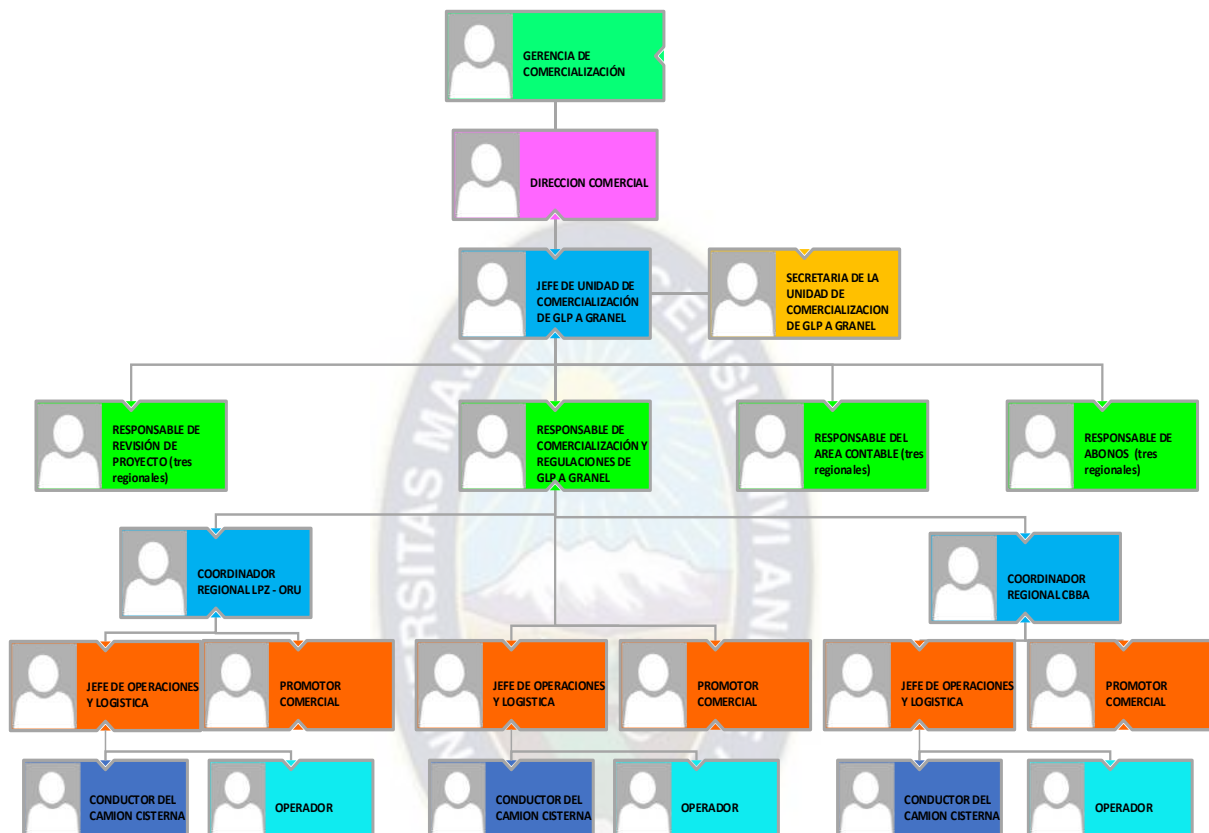 GERENCIA DE
COMERCIALIZACIÓN
DIRECCION COMERCIAL
JEFE DE UNIDAD DE
COMERCIALIZACIÓN
DE GLP A GRANEL
SECRETARIA DE LA
UNIDAD DE
COMERCIALIZACION
DE GLP A GRANEL
RESPONSABLE DE
REVISIÓN DE
PROYECTO (tres
regionales)
RESPONSABLE DE
COMERCIALIZACIÓN Y
REGULACIONES DE
GLP A GRANEL
RESPONSABLE DEL
AREA CONTABLE (tres
regionales)
RESPONSABLE DE
ABONOS (tres
regionales)
COORDINADOR
REGIONAL LPZ - ORU
COORDINADOR
REGIONAL CBBA
JEFE DE OPERACIONES
Y LOGISTICA
PROMOTOR
COMERCIAL
JEFE DE OPERACIONES
Y LOGISTICA
PROMOTOR
COMERCIAL
JEFE DE OPERACIONES
Y LOGISTICA
PROMOTOR
COMERCIAL
CONDUCTOR DEL
CAMION CISTERNA
OPERADOR
CONDUCTOR DEL
CAMION CISTERNA
OPERADOR
CONDUCTOR DEL
CAMION CISTERNA
OPERADOR